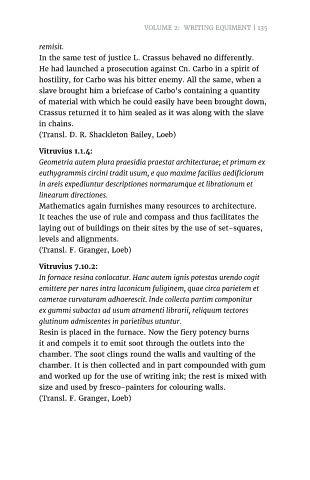 VOLUME 2:  WRITING EQUIMENT | 135
remisit.
In the same test of justice L. Crassus behaved no differently.
He had launched a prosecution against Cn. Carbo in a spirit of
hostility, for Carbo was his bitter enemy. All the same, when a
slave brought him a briefcase of Carbo's containing a quantity
of material with which he could easily have been brought down,
Crassus returned it to him sealed as it was along with the slave
in chains.
(Transl. D. R. Shackleton Bailey, Loeb)
Vitruvius 1.1.4:
Geometria autem plura praesidia praestat architecturae; et primum ex
euthygrammis circini tradit usum, e quo maxime facilius aedificiorum
in areis expediuntur descriptiones normarumque et librationum et
linearum directiones.
Mathematics again furnishes many resources to architecture.
It teaches the use of rule and compass and thus facilitates the
laying out of buildings on their sites by the use of set-squares,
levels and alignments.
(Transl. F. Granger, Loeb)
Vitruvius 7.10.2:
In fornace resina conlocatur. Hanc autem ignis potestas urendo cogit
emittere per nares intra laconicum fuliginem, quae circa parietem et
camerae curvaturam adhaerescit. Inde collecta partim componitur
ex gummi subactas ad usum atramenti librarii, reliquum tectores
glutinum admiscentes in parietibus utuntur.
Resin is placed in the furnace. Now the fiery potency burns
it and compels it to emit soot through the outlets into the
chamber. The soot clings round the walls and vaulting of the
chamber. It is then collected and in part compounded with gum
and worked up for the use of writing ink; the rest is mixed with
size and used by fresco-painters for colouring walls.
(Transl. F. Granger, Loeb)